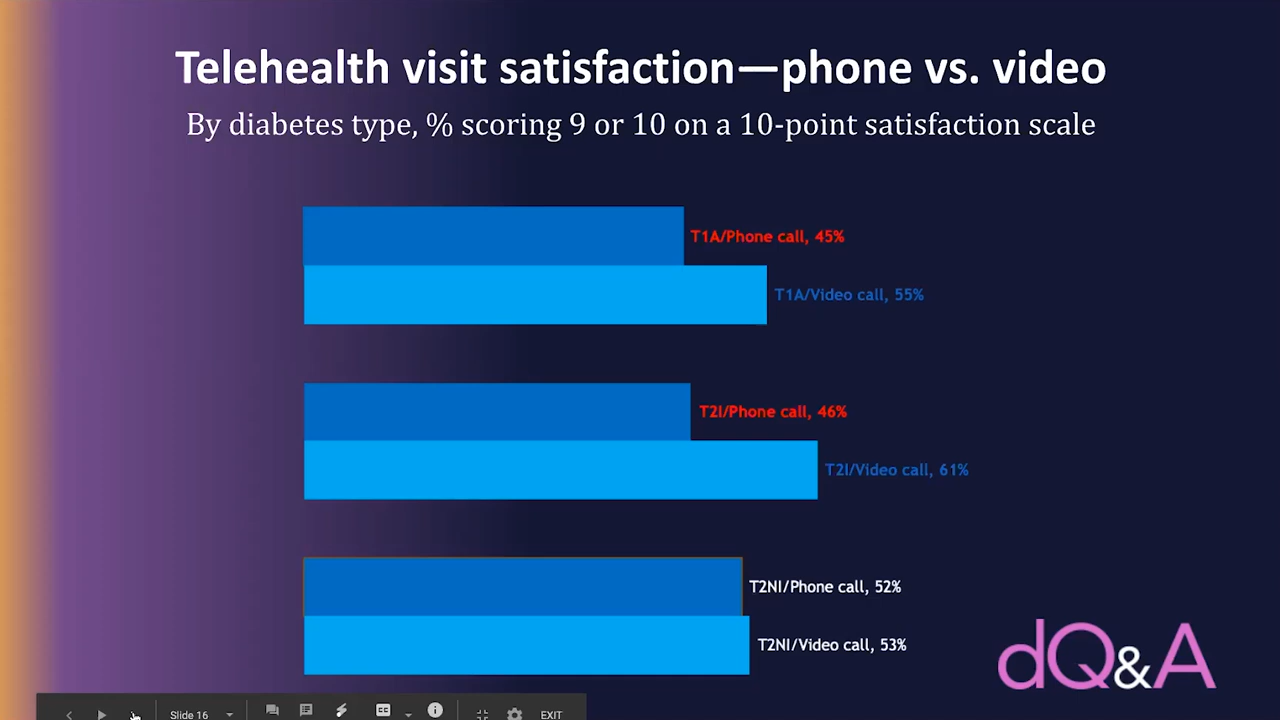 Telehealth visit satisfaction—phone vs. video
By diabetes type, % scoring 9 or 10 on a 10-point satisfaction scale
T1A/Phone call, 45%
T1A/Video call, 55%
T2I/Phone call, 46%
T2I/Video call, 61%
T2NI/Phone call, 52%
T2NI/Video call, 53%
dQ&A
Slide 16
CC
EXIT